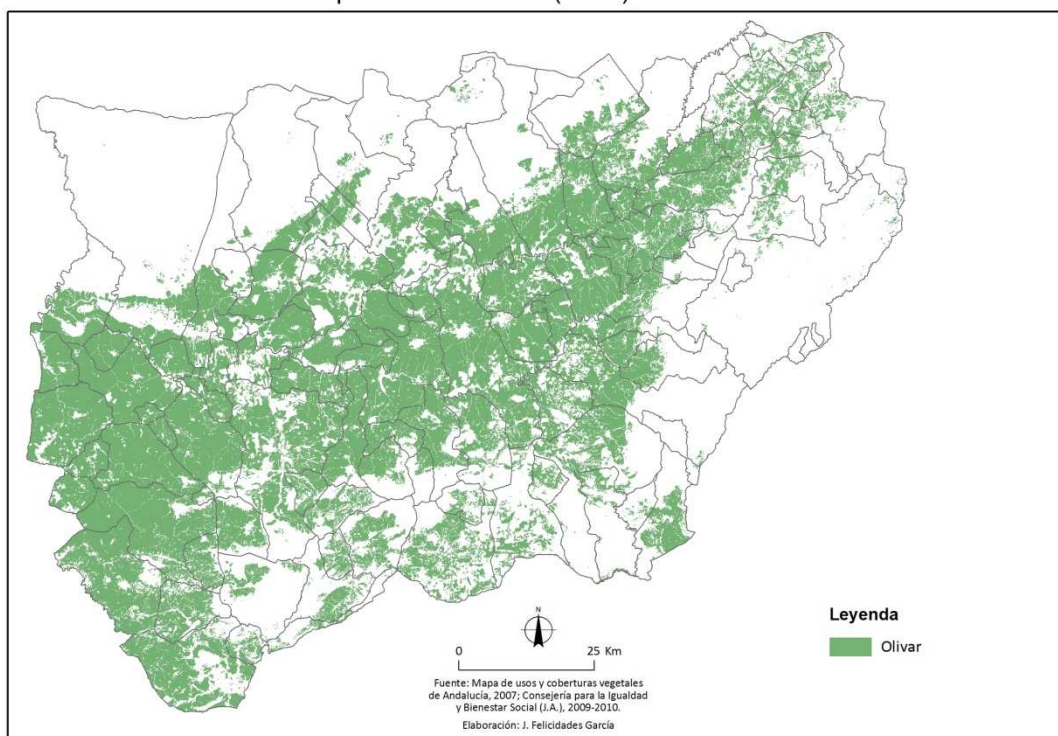 N
0 25 Km
Fuente: Mapa de usos y coberturas vegetales
de Andalucía, 2007; Consejería para la Igualdad
y Bienestar Social (J.A.), 2009-2010.
Elaboración: J. Felicidades García
Leyenda
Olivar